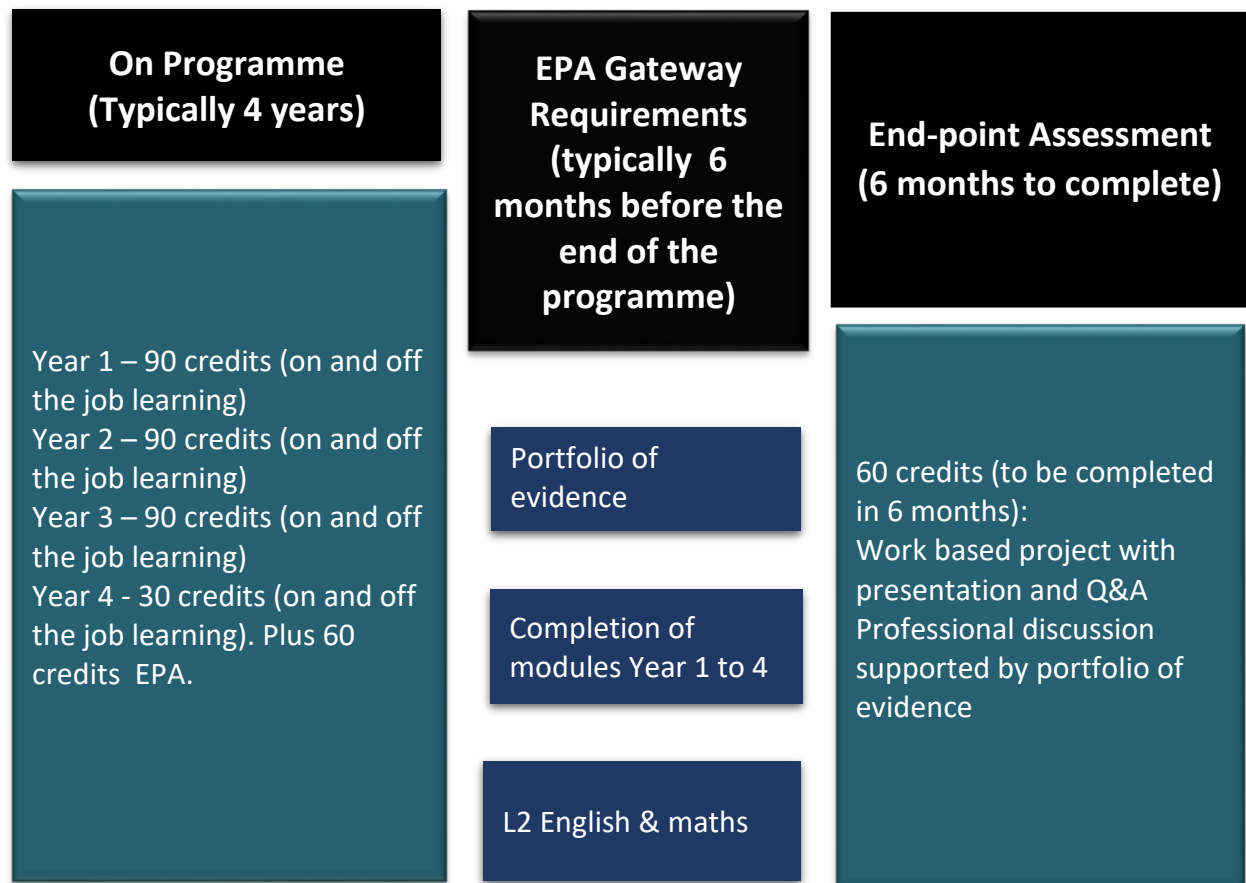 On Programme
(Typically 4 years)
Year 1 – 90 credits (on and off
the job learning)
Year 2 – 90 credits (on and off
the job learning)
Year 3 – 90 credits (on and off
the job learning)
Year 4 - 30 credits (on and off
the job learning). Plus 60
credits  EPA.
EPA Gateway
Requirements
(typically  6
months before the
end of the
programme)
Portfolio of
evidence
Completion of
modules Year 1 to 4
L2 English & maths
End-point Assessment
(6 months to complete)
60 credits (to be completed
in 6 months):
Work based project with
presentation and Q&A
Professional discussion
supported by portfolio of
evidence